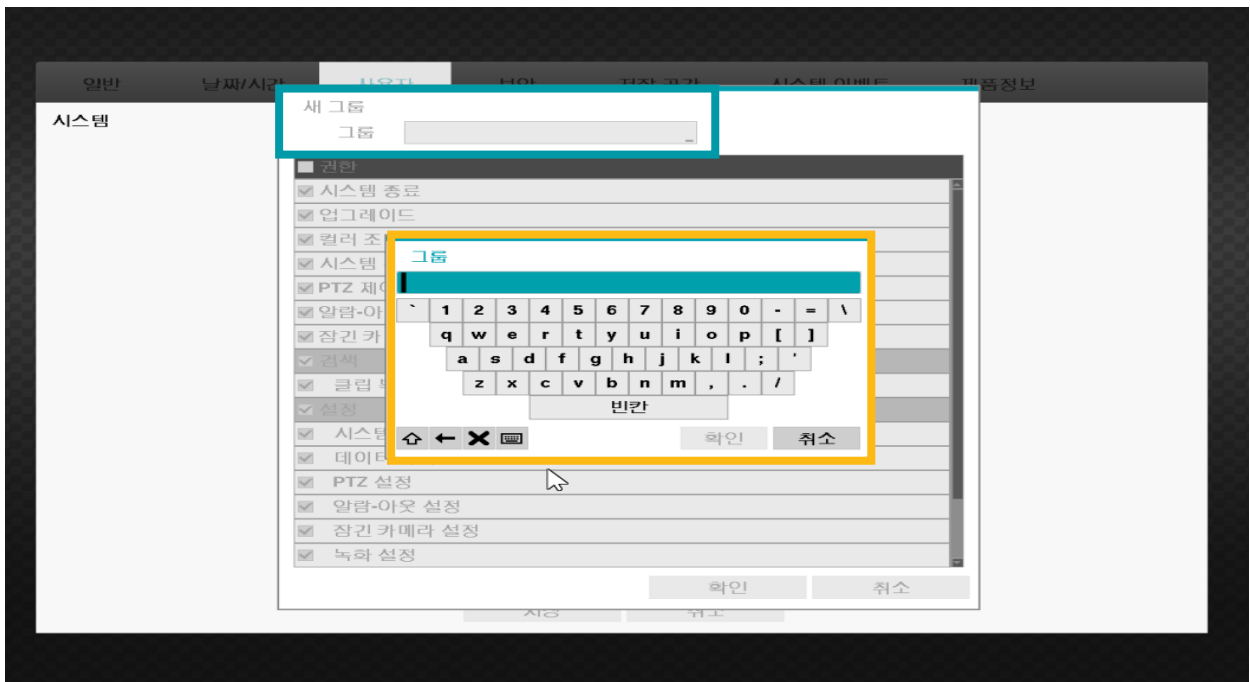 일반 날짜/시간 사용자 보안 저장 공간 시스템 이벤트 제품정보
시스템
새 그룹
그룹
권한
시스템 종료
업그레이드
컬러 조
시스템
PTZ 제
알람-아
잠긴 카
검색
클립
설정
시스템
데이터
PTZ 설정
알람-아웃 설정
잠긴 카메라 설정
녹화 설정
그룹
` 1 2 3 4 5 6 7 8 9 0 - = \
q w e r t y u i o p [ ]
a s d f g h j k l ; '
z x c v b n m , . /
빈칸
확인 취소
확인 취소
저장 취소